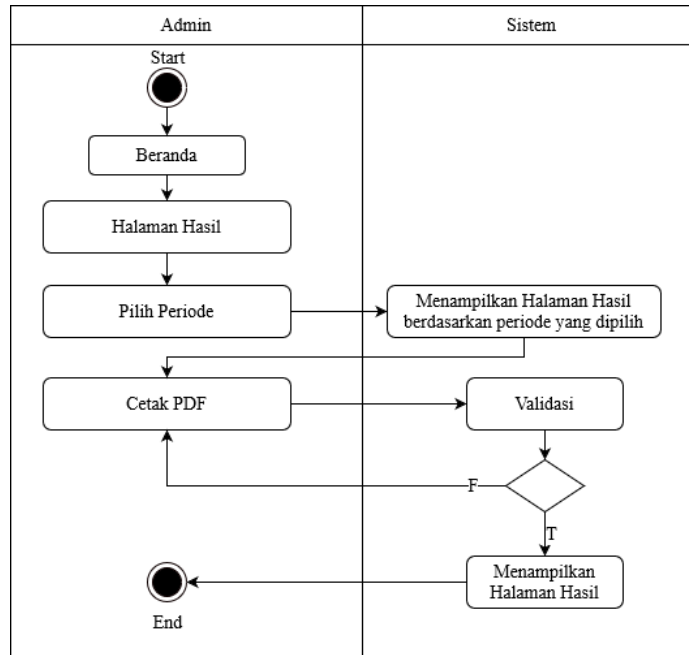 Admin
Sistem
Start
Beranda
Halaman Hasil
Pilih Periode
Menampilkan Halaman Hasil
berdasarkan periode yang dipilih
Cetak PDF
Validasi
F
T
Menampilkan
Halaman Hasil
End